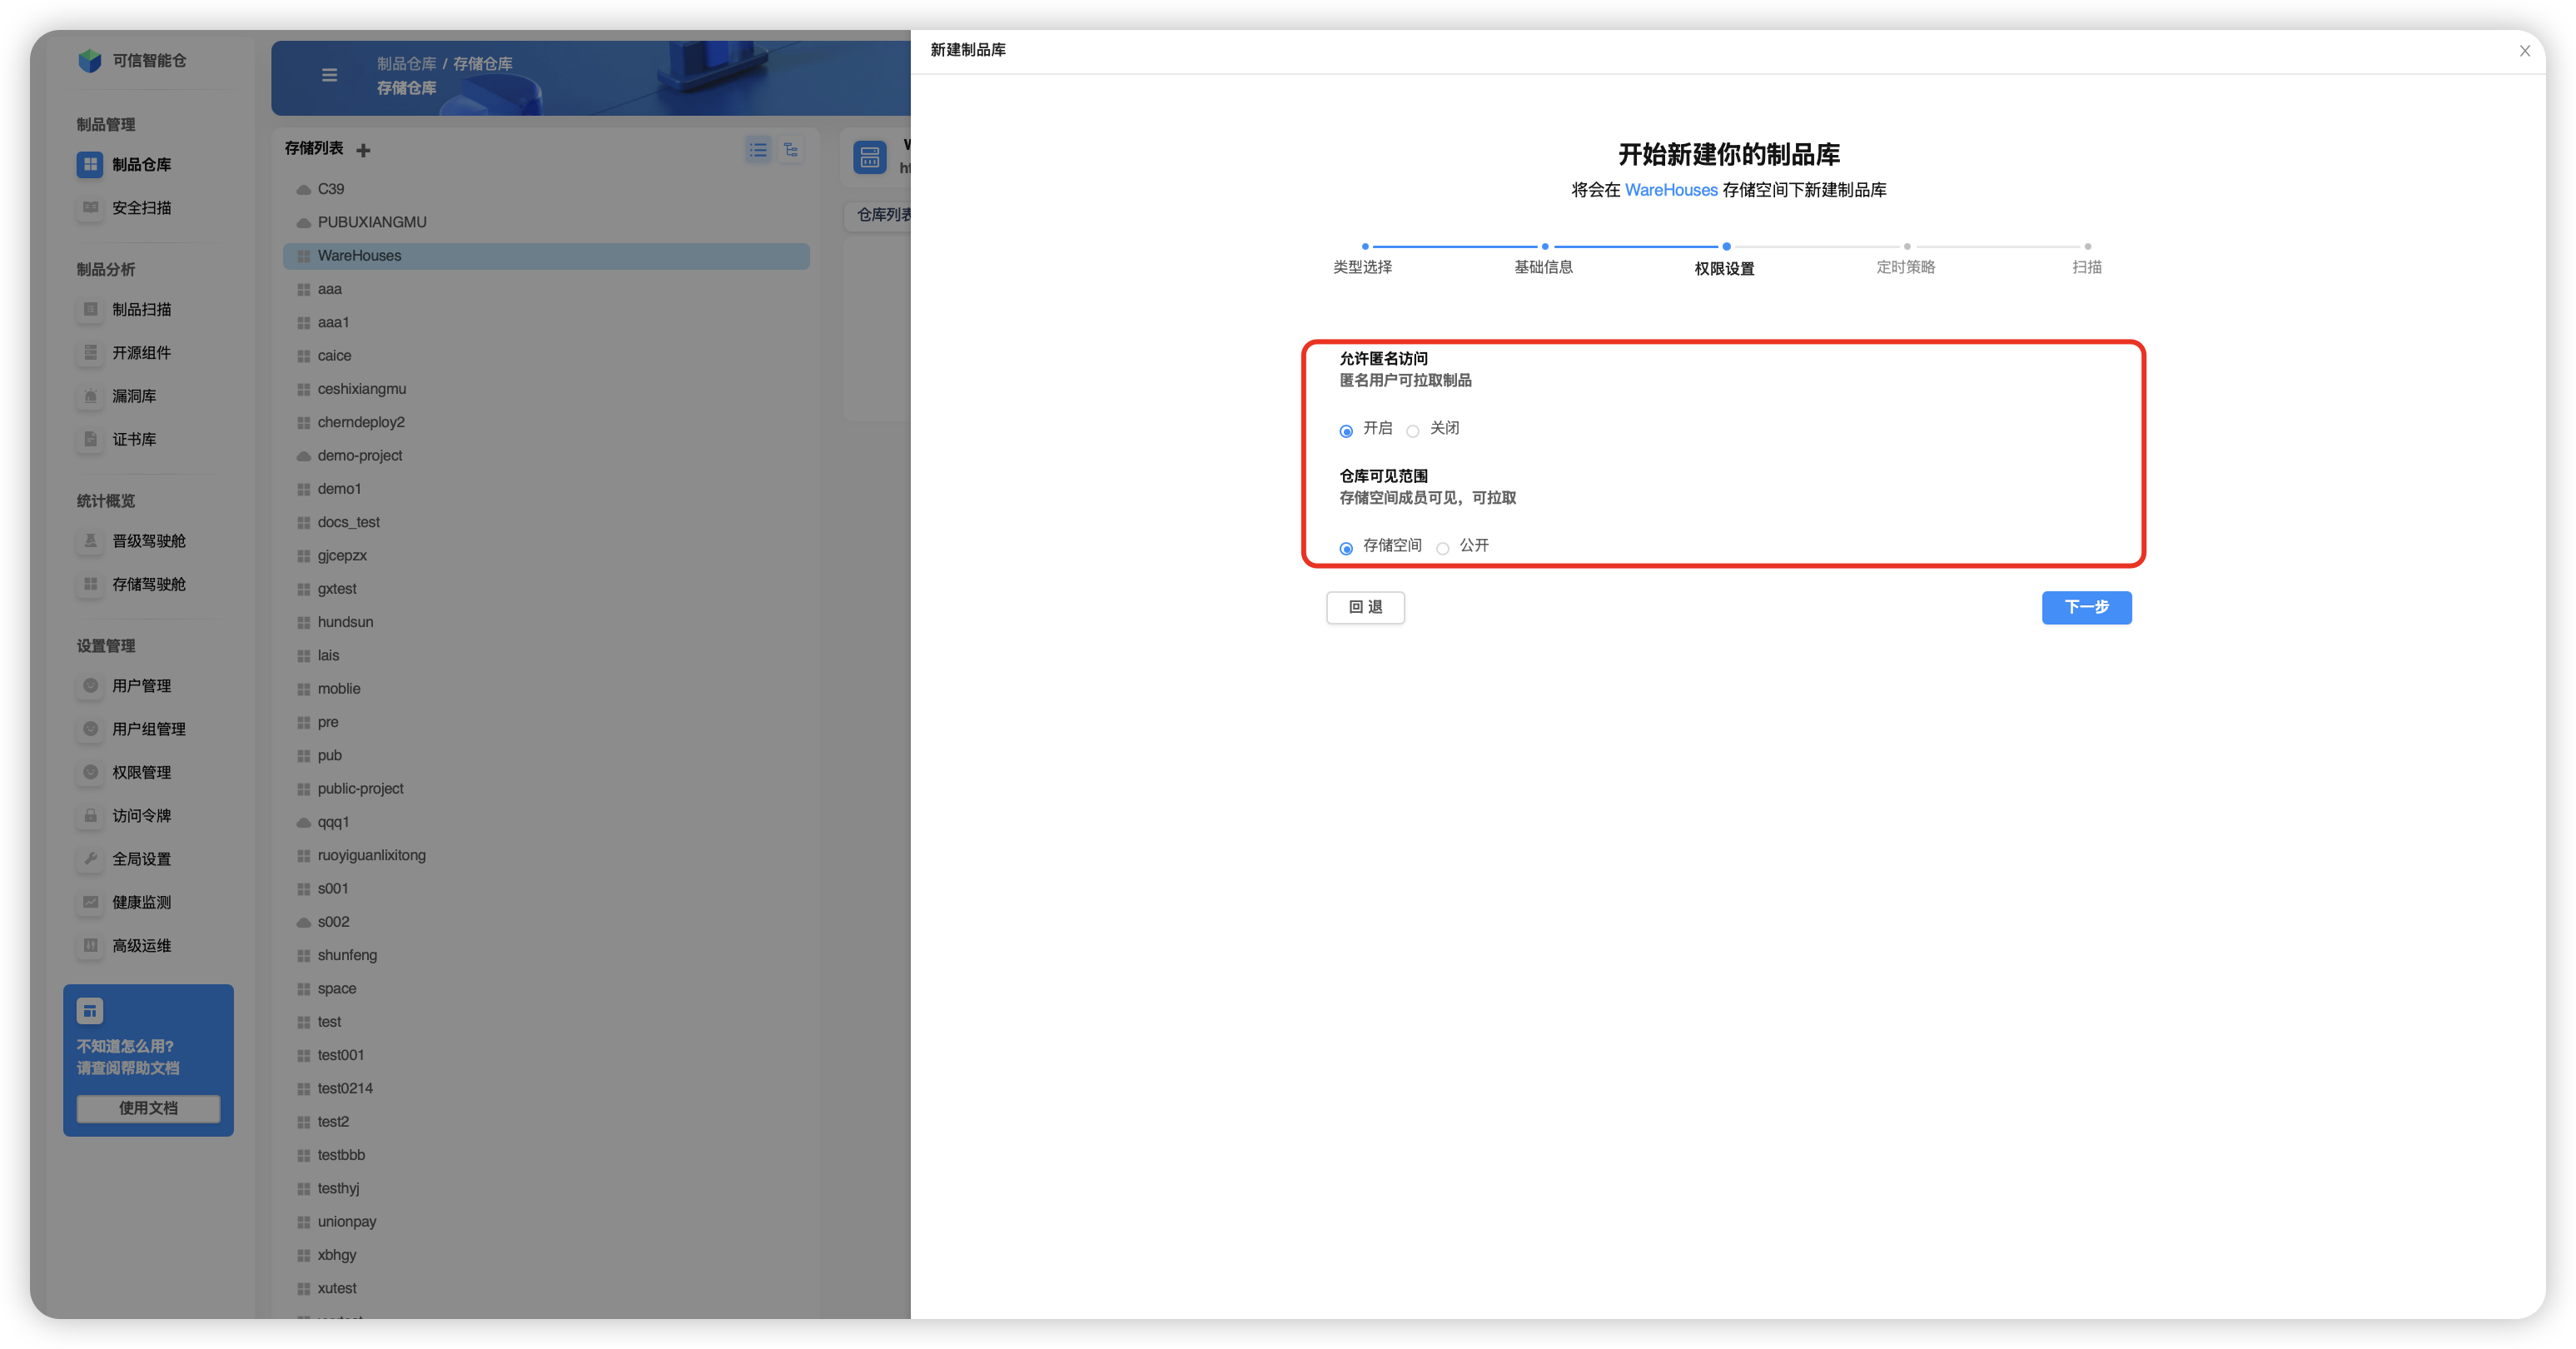 可信智能仓
制品管理
制品仓库
安全扫描
制品分析
制品扫描
开源组件
漏洞库
证书库
统计概览
晋级驾驶舱
存储驾驶舱
设置管理
用户管理
用户组管理
权限管理
访问令牌
全局设置
健康监测
高级运维
不知道怎么用?
请查阅帮助文档
使用文档
制品仓库 / 存储仓库
存储仓库
存储列表
C39
PUBUXIANGMU
WareHouses
aaa
aaa1
caice
ceshixiangmu
cherndeploy2
demo-project
demo1
docs_test
gjcepzx
gxtest
hundsun
lais
moblie
pre
pub
public-project
qqq1
ruoyiguanlixitong
s001
s002
shunfeng
space
test
test001
test0214
test2
testbbb
testhyj
unionpay
xbhgy
xutest
仓库列表
新建制品库
开始新建你的制品库
将会在 WareHouses 存储空间下新建制品库
类型选择 基础信息 权限设置 定时策略 扫描
允许匿名访问
匿名用户可拉取制品
开启 关闭
仓库可见范围
存储空间成员可见，可拉取
存储空间 公开
回 退 下一步